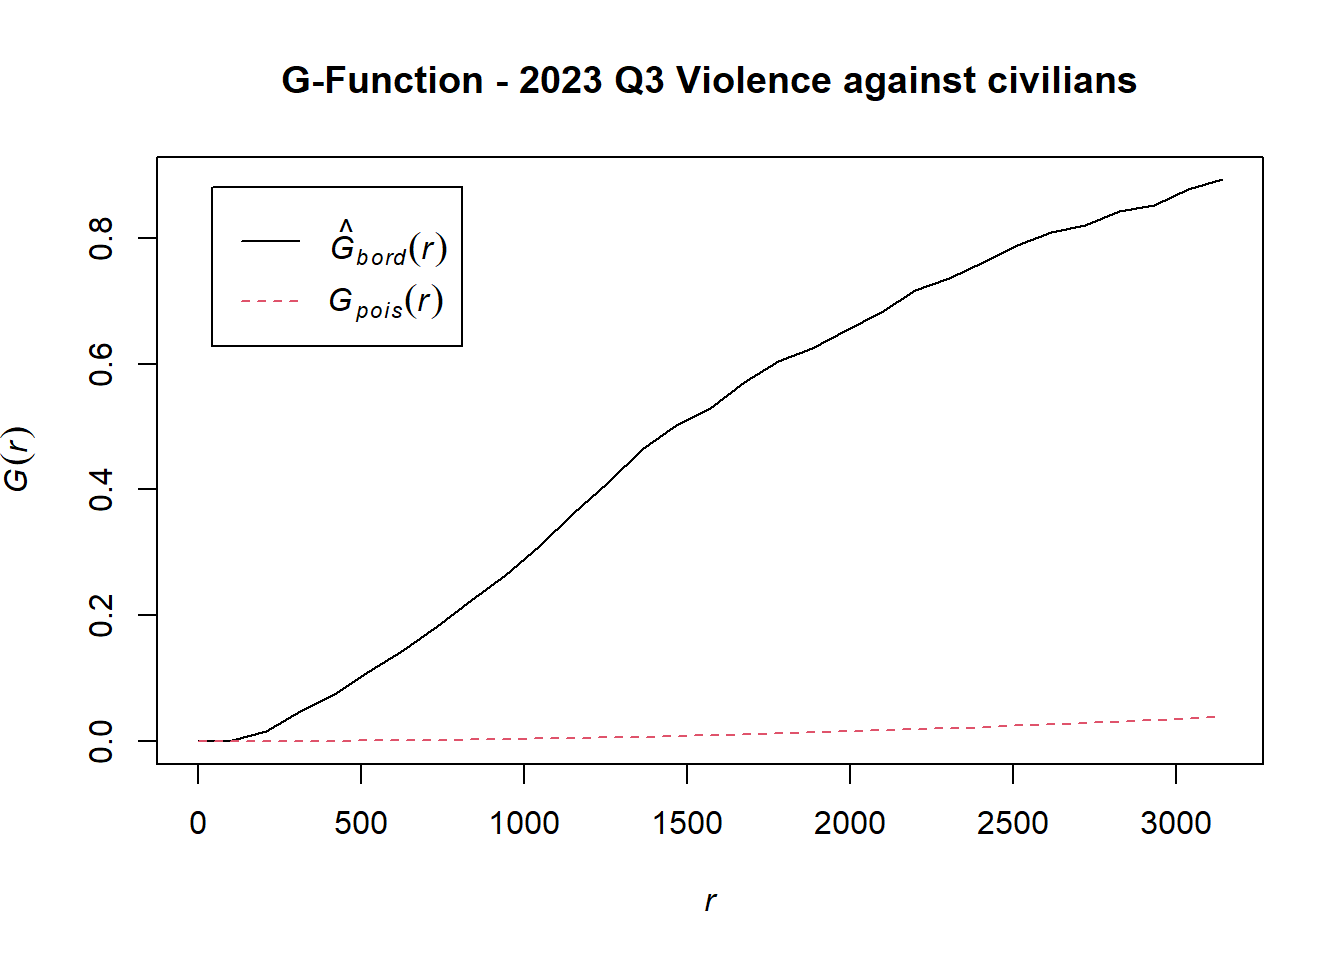 G-Function - 2023 Q3 Violence against civilians
Ĝbord(r)
Gpois(r)
G(r)
0.8
0.6
0.4
0.2
0.0
0 500 1000 1500 2000 2500 3000
r